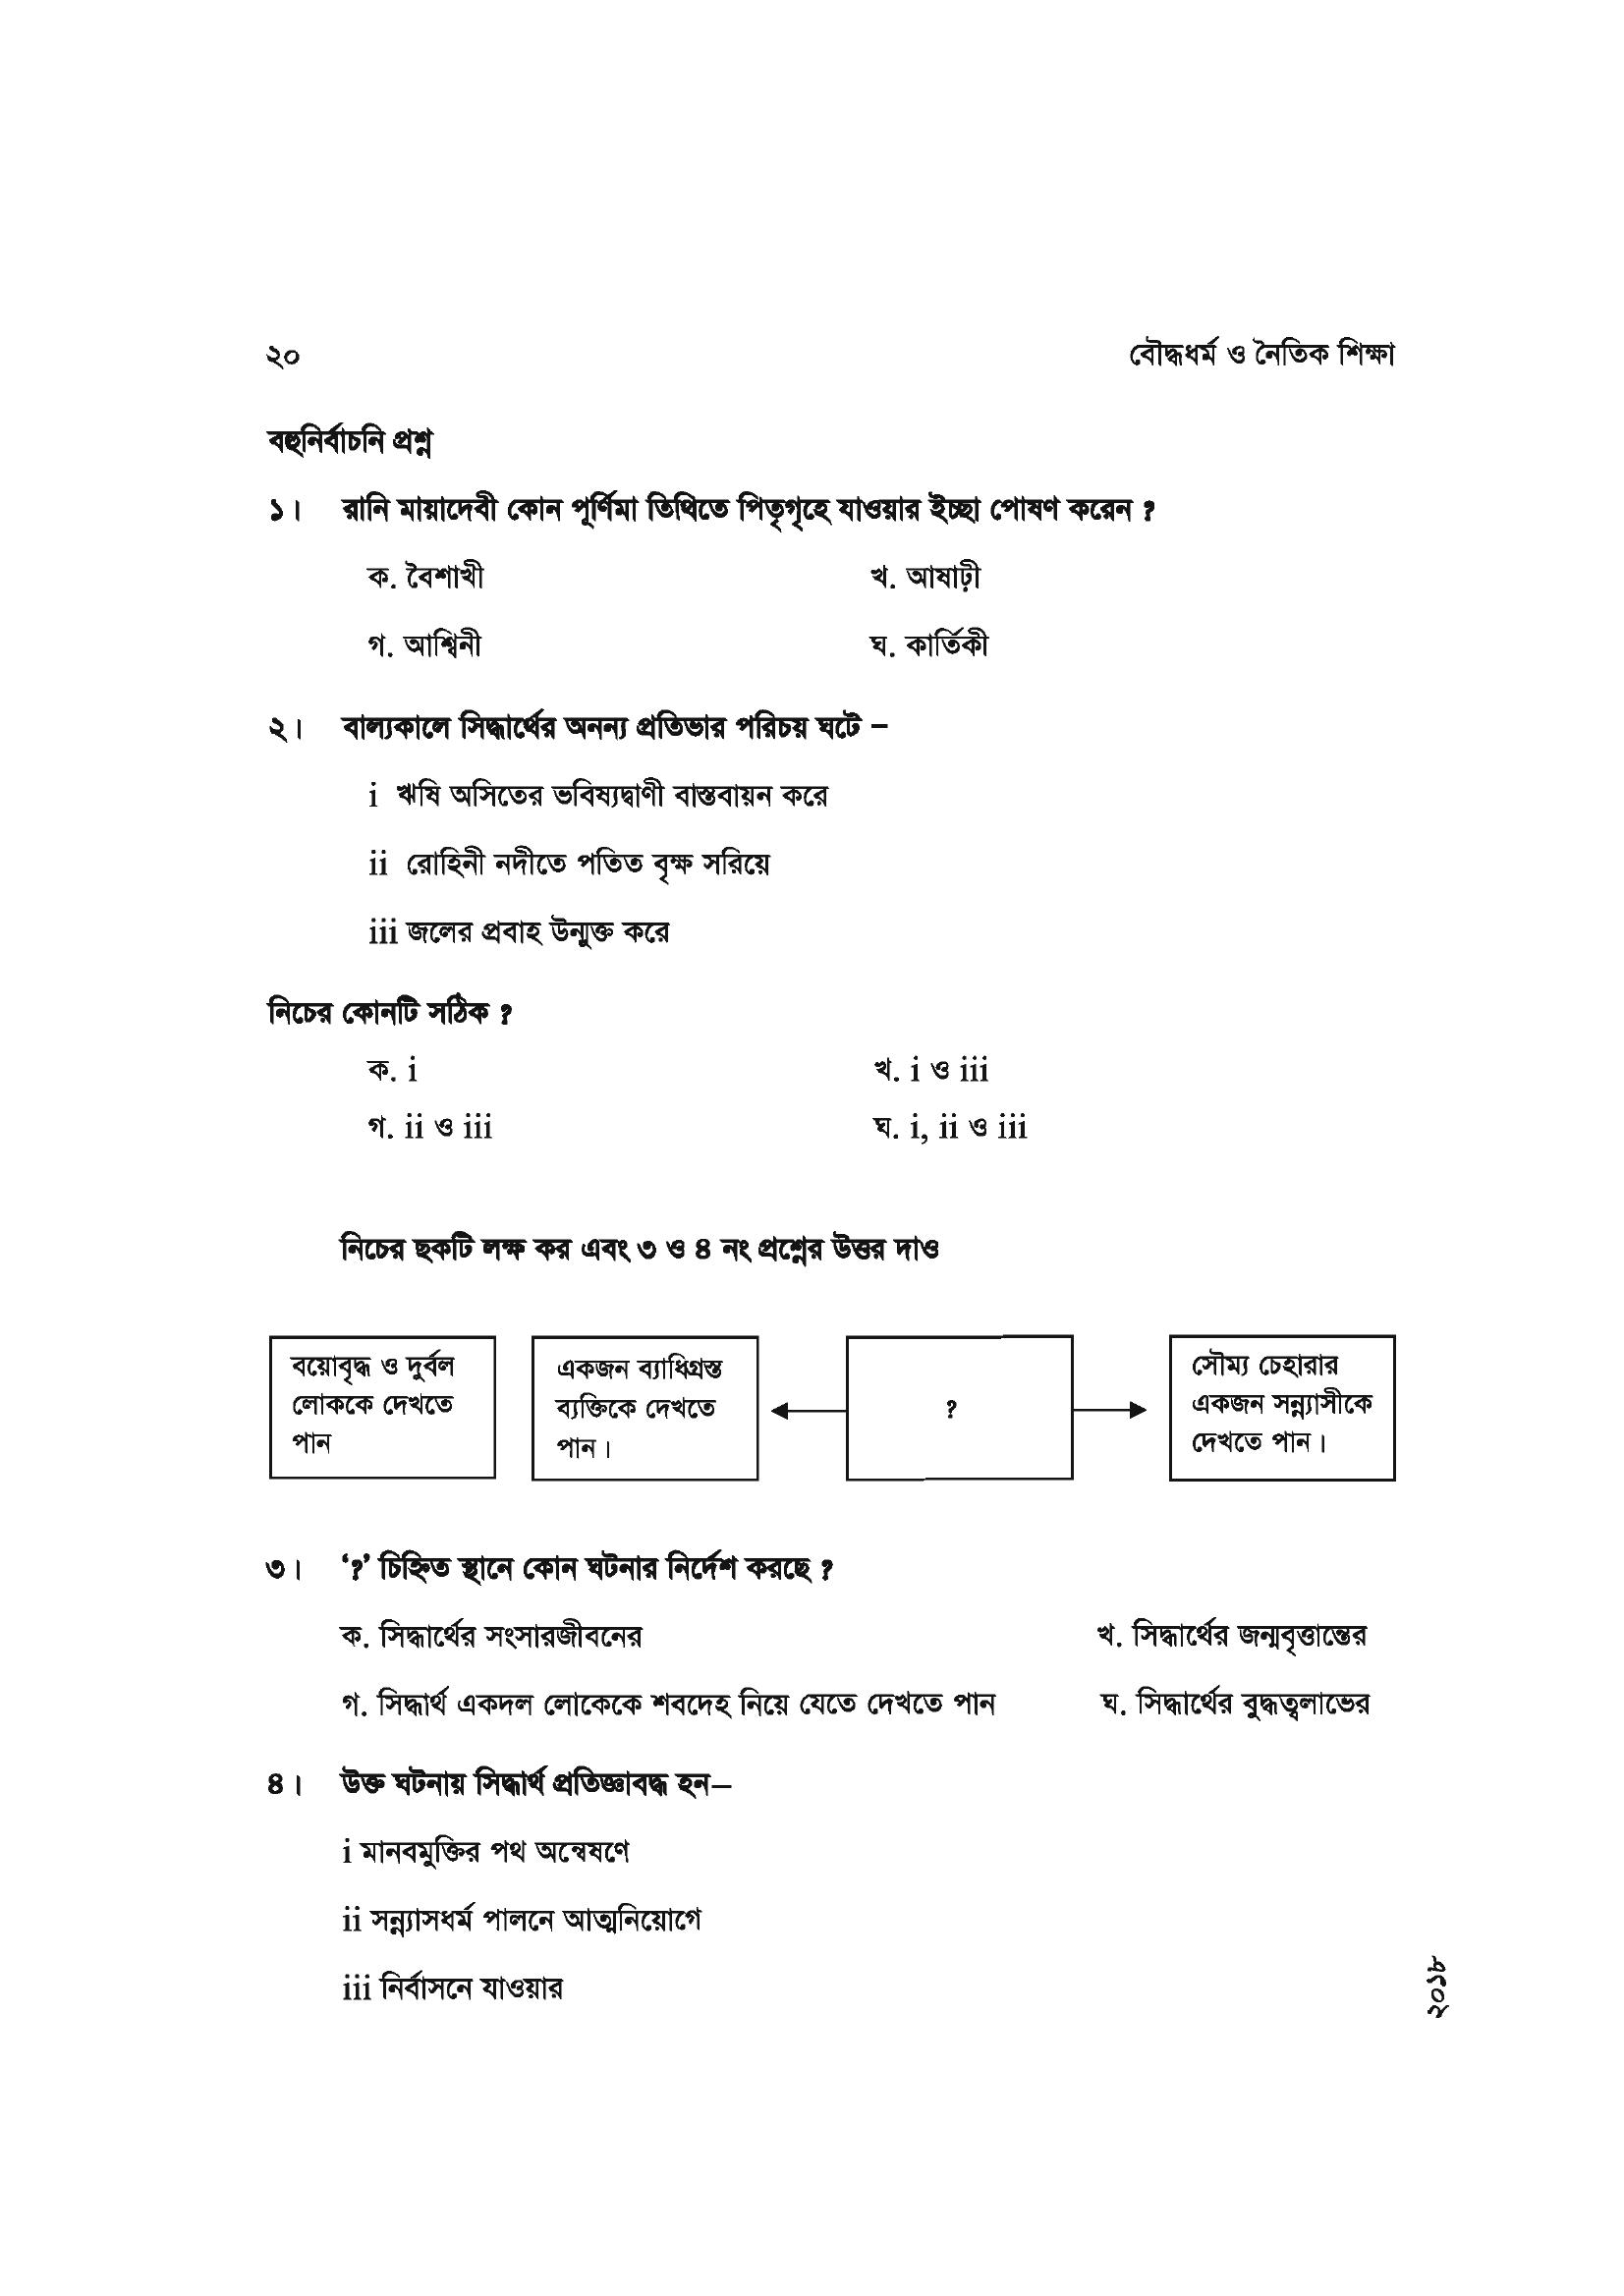 ২০ বৌদ্ধধর্ম ও নৈতিক শিক্ষা
বহুনির্বাচনি প্রশ্ন
১। রানি মায়াদেবী কোন পূর্ণিমা তিথিতে পিতৃগৃহে যাওয়ার ইচ্ছা পোষণ করেন ?
ক. বৈশাখী খ. আষাঢ়ী
গ. আশ্বিনী ঘ. কার্তিকী
২। বাল্যকালে সিদ্ধার্থের অনন্য প্রতিভার পরিচয় ঘটে –
i ঋষি অসিতের ভবিষ্যদ্বাণী বাস্তবায়ন করে
ii রোহিনী নদীতে পতিত বৃক্ষ সরিয়ে
iii জলের প্রবাহ উন্মুক্ত করে
নিচের কোনটি সঠিক ?
ক. i খ. i ও iii
গ. ii ও iii ঘ. i, ii ও iii
নিচের ছকটি লক্ষ কর এবং ৩ ও ৪ নং প্রশ্নের উত্তর দাও
বয়োবৃদ্ধ ও দুর্বল
লোককে দেখতে
পান
একজন ব্যাধিগ্রস্ত
ব্যক্তিকে দেখতে
পান।
?
সৌম্য চেহারার
একজন সন্ন্যাসীকে
দেখতে পান।
৩। ‘?’ চিহ্নিত স্থানে কোন ঘটনার নির্দেশ করছে ?
ক. সিদ্ধার্থের সংসারজীবনের খ. সিদ্ধার্থের জন্মবৃত্তান্তের
গ. সিদ্ধার্থ একদল লোকেকে শবদেহ নিয়ে যেতে দেখতে পান ঘ. সিদ্ধার্থের বুদ্ধত্বলাভের
৪। উক্ত ঘটনায় সিদ্ধার্থ প্রতিজ্ঞাবদ্ধ হন–
i মানবমুক্তির পথ অন্বেষণে
ii সন্ন্যাসধর্ম পালনে আত্মনিয়োগে
iii নির্বাসনে যাওয়ার
২০১৮